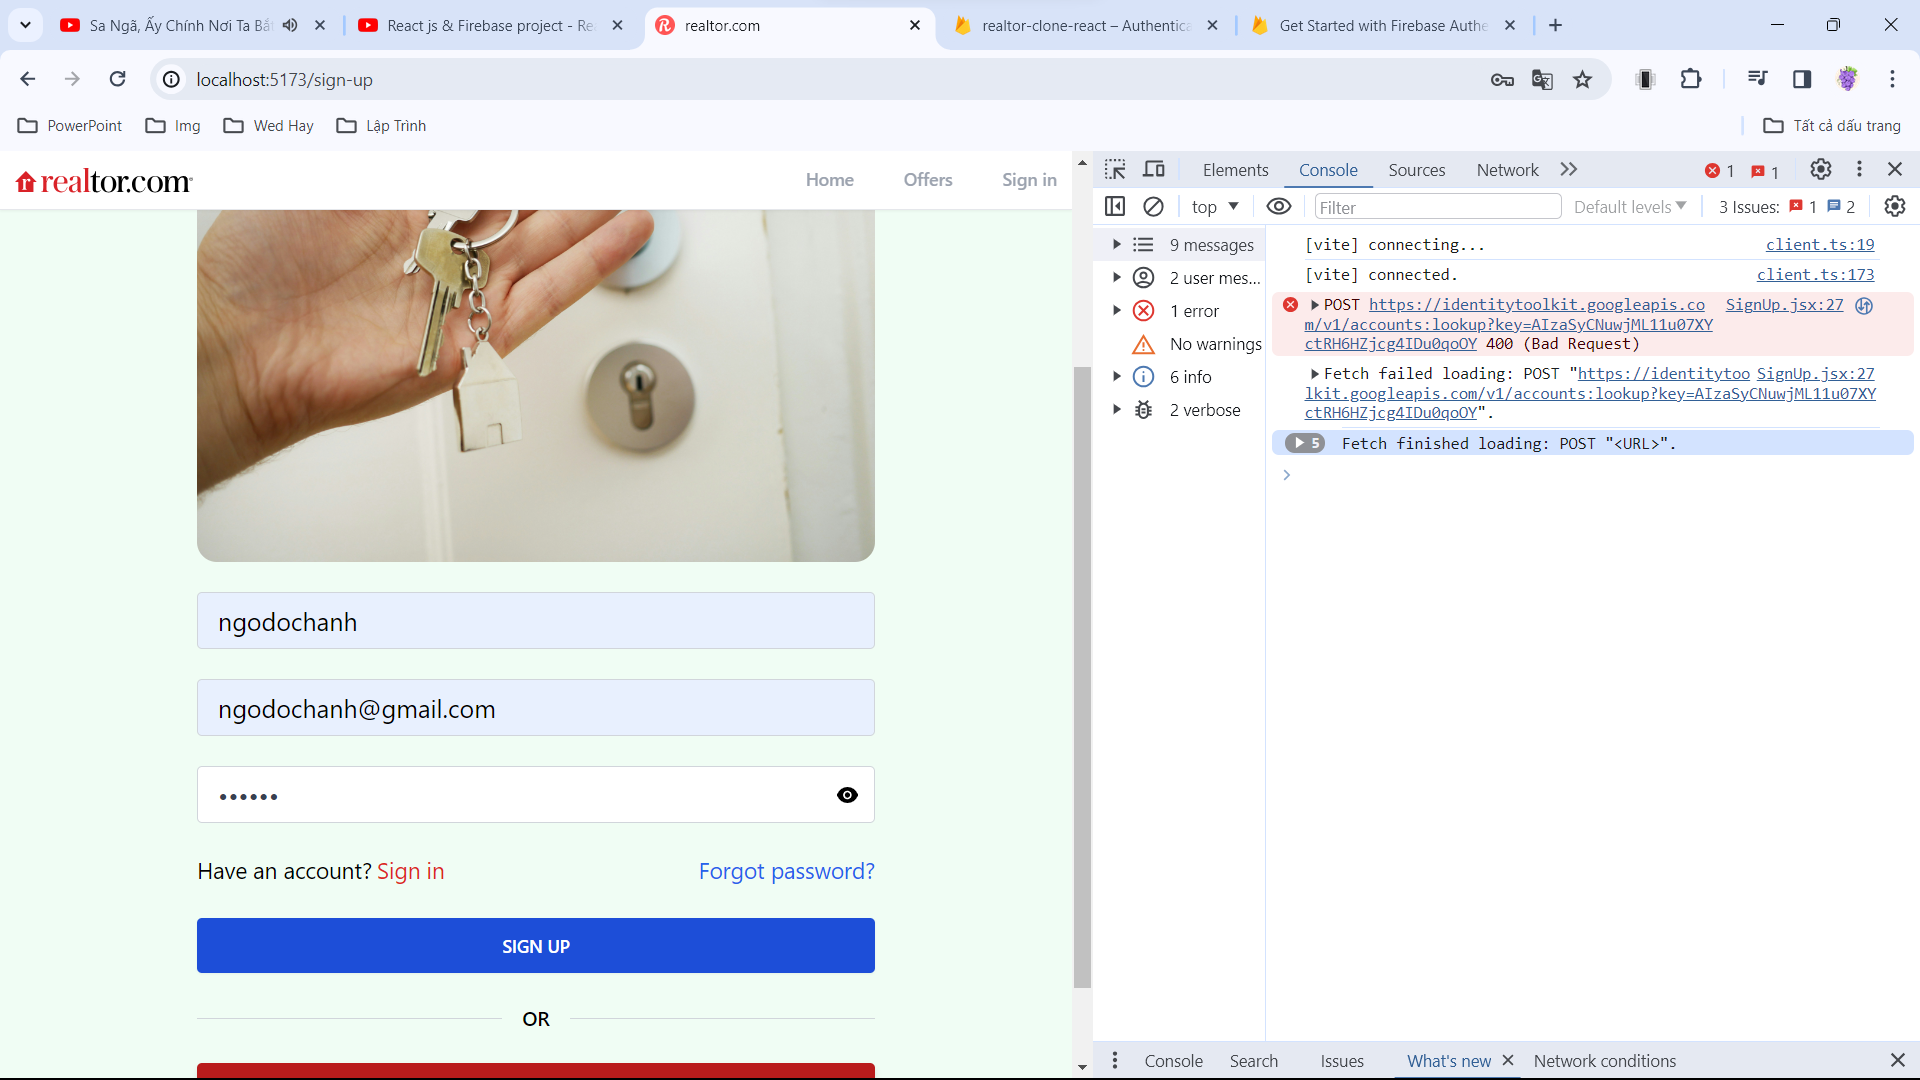 Sa Ngã, Ấy Chính Nơi Ta Bắt
React js & Firebase project - Re
realtor.com
realtor-clone-react – Authentica
Get Started with Firebase Authe
localhost:5173/sign-up
PowerPoint
Img
Wed Hay
Lập Trình
Tất cả dấu trang
realtor.com
Home
Offers
Sign in
ngodochanh
ngodochanh@gmail.com
••••••
Have an account? Sign in
Forgot password?
SIGN UP
OR
Elements
Console
Sources
Network
1
1
top
Filter
Default levels
3 Issues: 1 2
9 messages
2 user mes...
1 error
No warnings
6 info
2 verbose
[vite] connecting... client.ts:19
[vite] connected. client.ts:173
POST https://identitytoolkit.googleapis.co SignUp.jsx:27
m/v1/accounts:lookup?key=AIzaSyCNuwjML11u07XY
ctRH6HZjcg4IDu0qoOY 400 (Bad Request)
Fetch failed loading: POST "https://identitytoo SignUp.jsx:27
lkit.googleapis.com/v1/accounts:lookup?key=AIzaSyCNuwjML11u07XY
ctRH6HZjcg4IDu0qoOY".
5 Fetch finished loading: POST "<URL>".
Console
Search
Issues
What's new
Network conditions